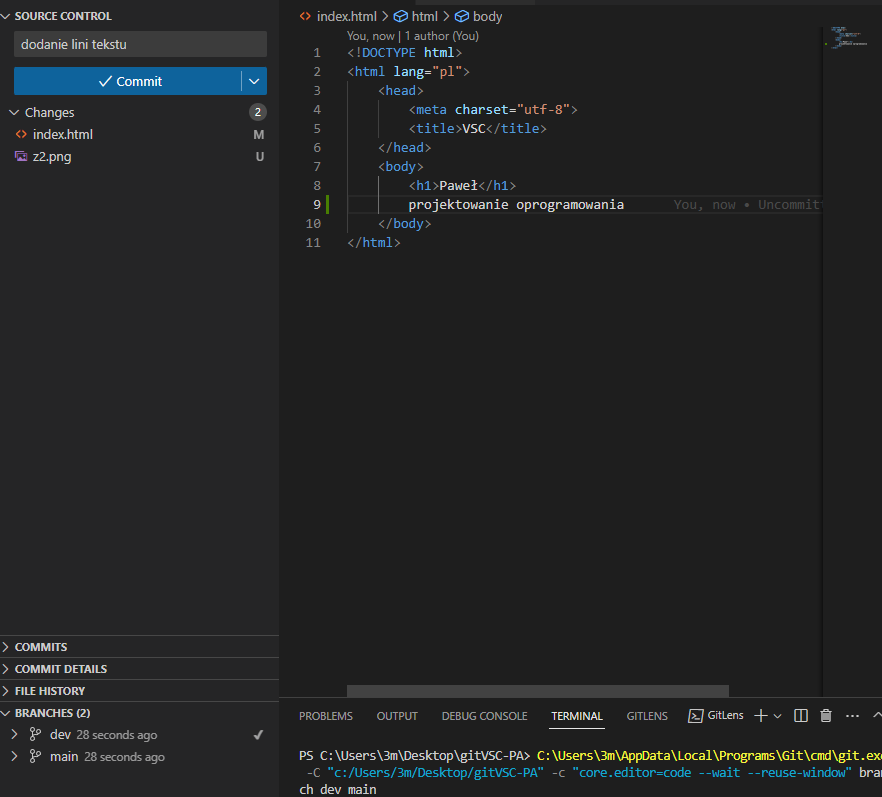 SOURCE CONTROL
dodanie lini tekstu
Commit
Changes 2
index.html M
z2.png U
COMMITS
COMMIT DETAILS
FILE HISTORY
BRANCHES (2)
dev 28 seconds ago
main 28 seconds ago
index.html > html > body
You, now | 1 author (You)
1 <!DOCTYPE html>
2 <html lang="pl">
3 <head>
4 <meta charset="utf-8">
5 <title>VSC</title>
6 </head>
7 <body>
8 <h1>Paweł</h1>
9 projektowanie oprogramowania You, now • Uncommitt
10 </body>
11 </html>
PROBLEMS OUTPUT DEBUG CONSOLE TERMINAL GITLENS GitLens
PS C:\Users\3m\Desktop\gitVSC-PA> C:\Users\3m\AppData\Local\Programs\Git\cmd\git.exe
-C "c:/Users/3m/Desktop/gitVSC-PA" -c "core.editor=code --wait --reuse-window" bran
ch dev main